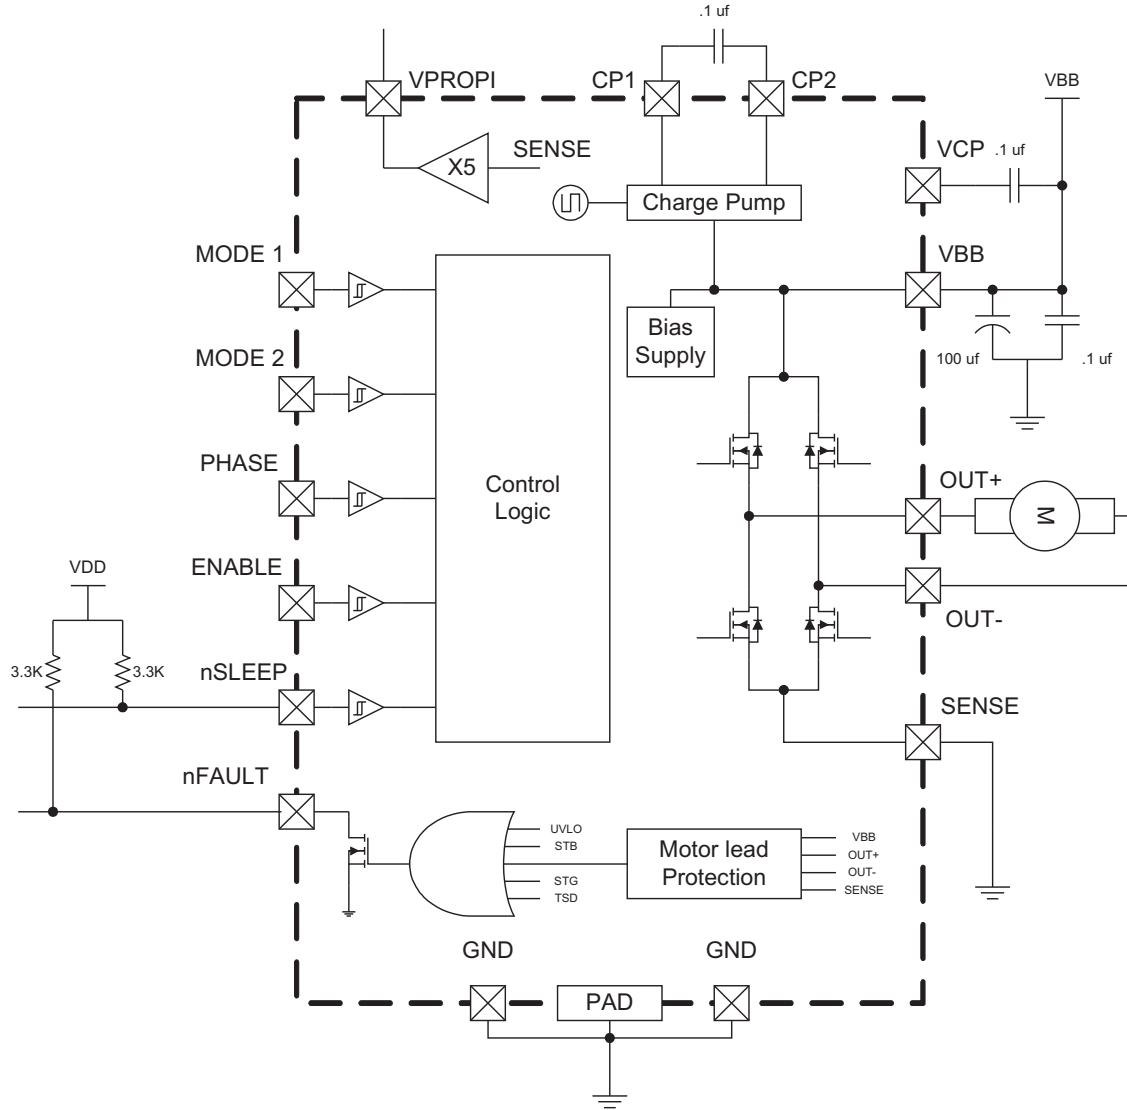 .1 uf
VPROPI
CP1
CP2
VBB
X5
SENSE
VCP
.1 uf
Charge Pump
MODE 1
VBB
Bias
Supply
100 uf
.1 uf
MODE 2
PHASE
Control
Logic
OUT+
M
ENABLE
VDD
OUT-
3.3K
3.3K
nSLEEP
SENSE
nFAULT
UVLO
STB
STG
TSD
Motor lead
Protection
VBB
OUT+
OUT-
SENSE
GND
GND
PAD